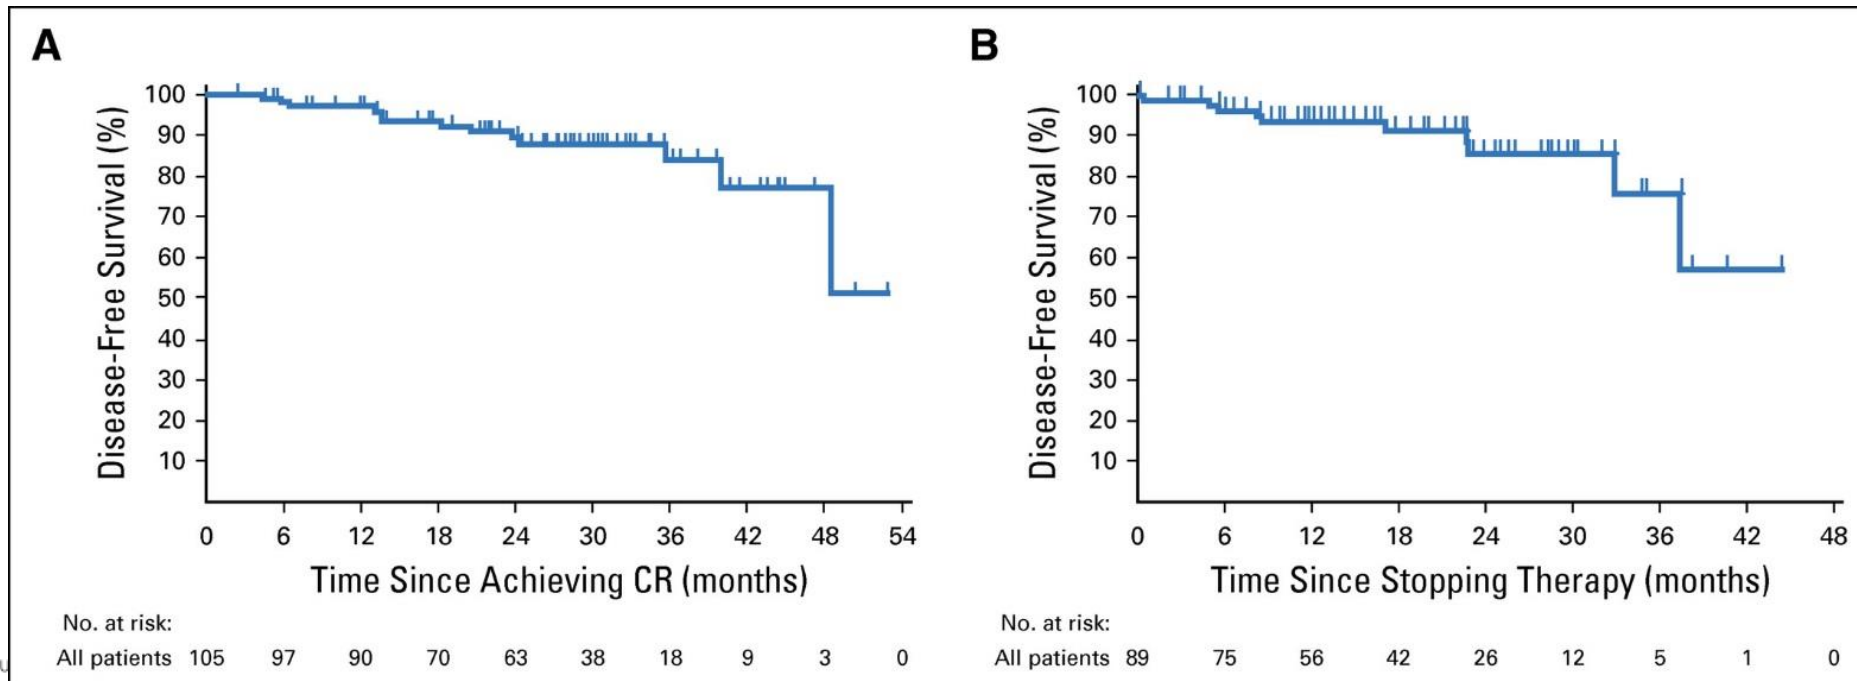 A
Disease-Free Survival (%)
100
90
80
70
60
50
40
30
20
10
0 6 12 18 24 30 36 42 48 54
Time Since Achieving CR (months)
No. at risk:
All patients 105 97 90 70 63 38 18 9 3 0
B
Disease-Free Survival (%)
100
90
80
70
60
50
40
30
20
10
0 6 12 18 24 30 36 42 48
Time Since Stopping Therapy (months)
No. at risk:
All patients 89 75 56 42 26 12 5 1 0